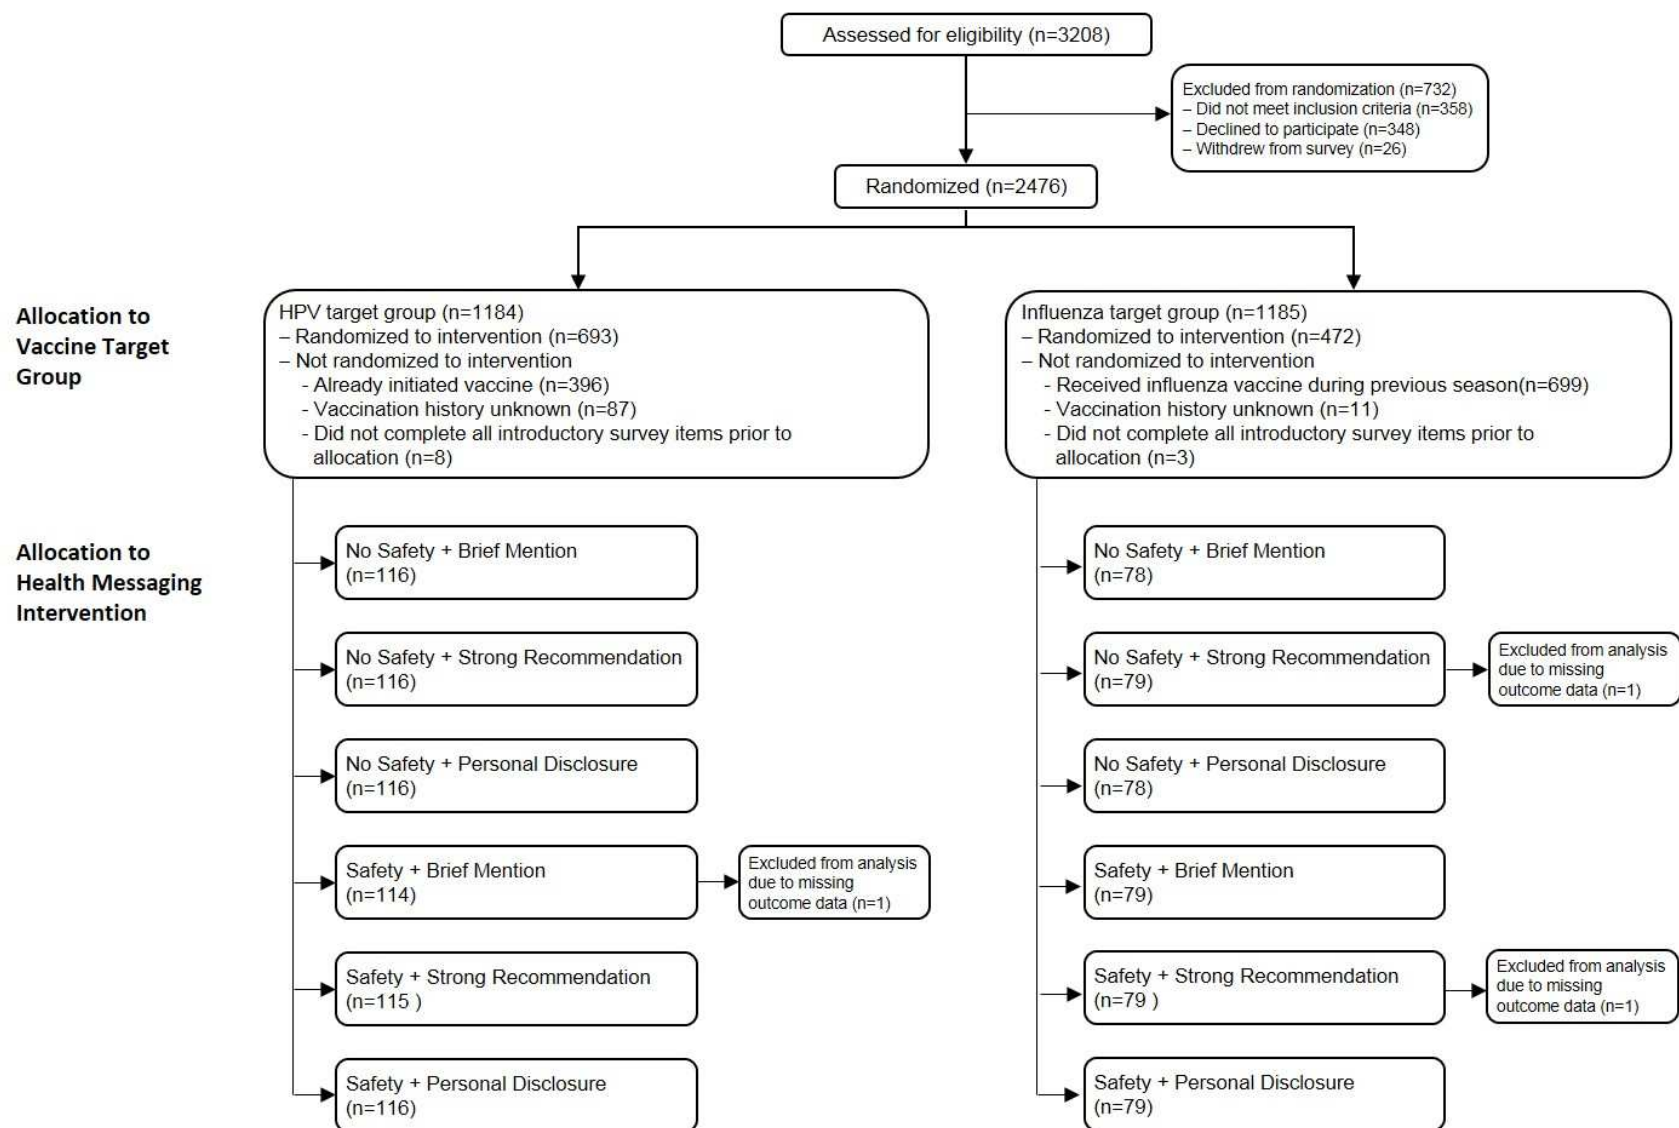 Assessed for eligibility (n=3208)
Excluded from randomization (n=732)
– Did not meet inclusion criteria (n=358)
– Declined to participate (n=348)
– Withdrew from survey (n=26)
Randomized (n=2476)
Allocation to
Vaccine Target
Group
HPV target group (n=1184)
– Randomized to intervention (n=693)
– Not randomized to intervention
- Already initiated vaccine (n=396)
- Vaccination history unknown (n=87)
- Did not complete all introductory survey items prior to
allocation (n=8)
Influenza target group (n=1185)
– Randomized to intervention (n=472)
– Not randomized to intervention
- Received influenza vaccine during previous season(n=699)
- Vaccination history unknown (n=11)
- Did not complete all introductory survey items prior to
allocation (n=3)
Allocation to
Health Messaging
Intervention
No Safety + Brief Mention
(n=116)
No Safety + Strong Recommendation
(n=116)
No Safety + Personal Disclosure
(n=116)
Safety + Brief Mention
(n=114)
Excluded from analysis
due to missing
outcome data (n=1)
Safety + Strong Recommendation
(n=115 )
Safety + Personal Disclosure
(n=116)
No Safety + Brief Mention
(n=78)
No Safety + Strong Recommendation
(n=79)
Excluded from analysis
due to missing
outcome data (n=1)
No Safety + Personal Disclosure
(n=78)
Safety + Brief Mention
(n=79)
Safety + Strong Recommendation
(n=79 )
Excluded from analysis
due to missing
outcome data (n=1)
Safety + Personal Disclosure
(n=79)